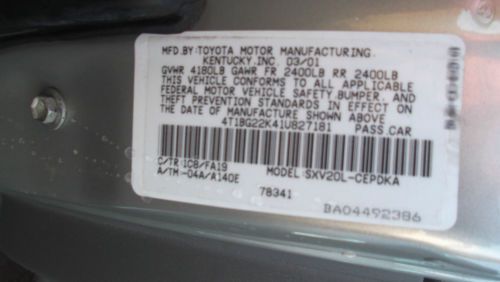 MFD.BY TOYOTA MOTOR MANUFACTURING
KENTUCKY,INC. 03/01
GVWR 4180LB GAWR FR 2400LB RR 2400LB
THIS VEHICLE CONFORMS TO ALL APPLICABLE
FEDERAL MOTOR VEHICLE SAFETY,BUMPER, AND
THEFT PREVENTION STANDARDS IN EFFECT ON
THE DATE OF MANUFACTURE SHOWN ABOVE
4T1BG22K41U827181 PASS.CAR
C/TR:1C8/FA19 MODEL:SXV20L-CEPDKA
A/TM:-04A/A140E
78341
BA04492386